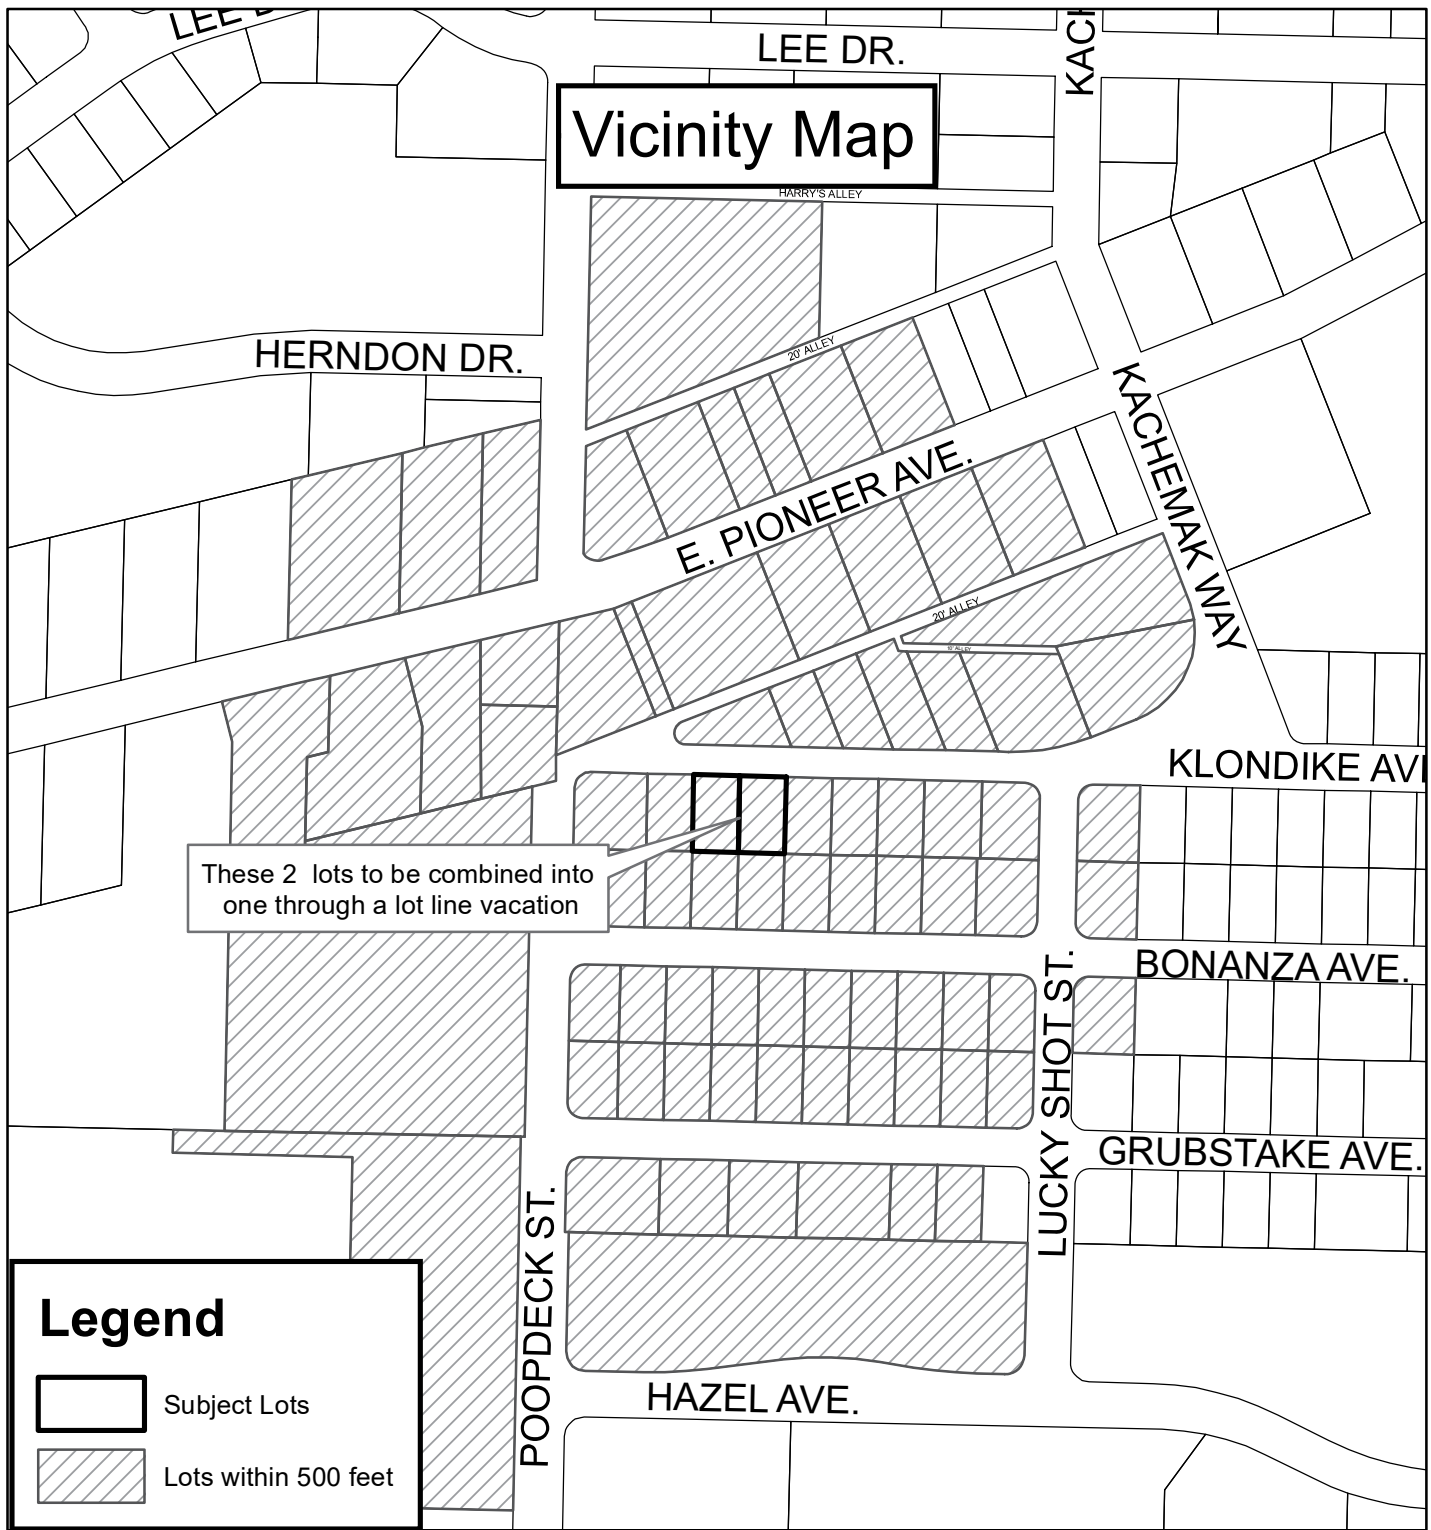 LEE DR.
KACH
Vicinity Map
HARRY'S ALLEY
20' ALLEY
HERNDON DR.
KACHEMAK WAY
E. PIONEER AVE.
20' ALLEY
KLONDIKE AV
These 2 lots to be combined into
one through a lot line vacation
BONANZA AVE.
LUCKY SHOT ST.
GRUBSTAKE AVE.
POOPDECK ST.
HAZEL AVE.
Legend
Subject Lots
Lots within 500 feet